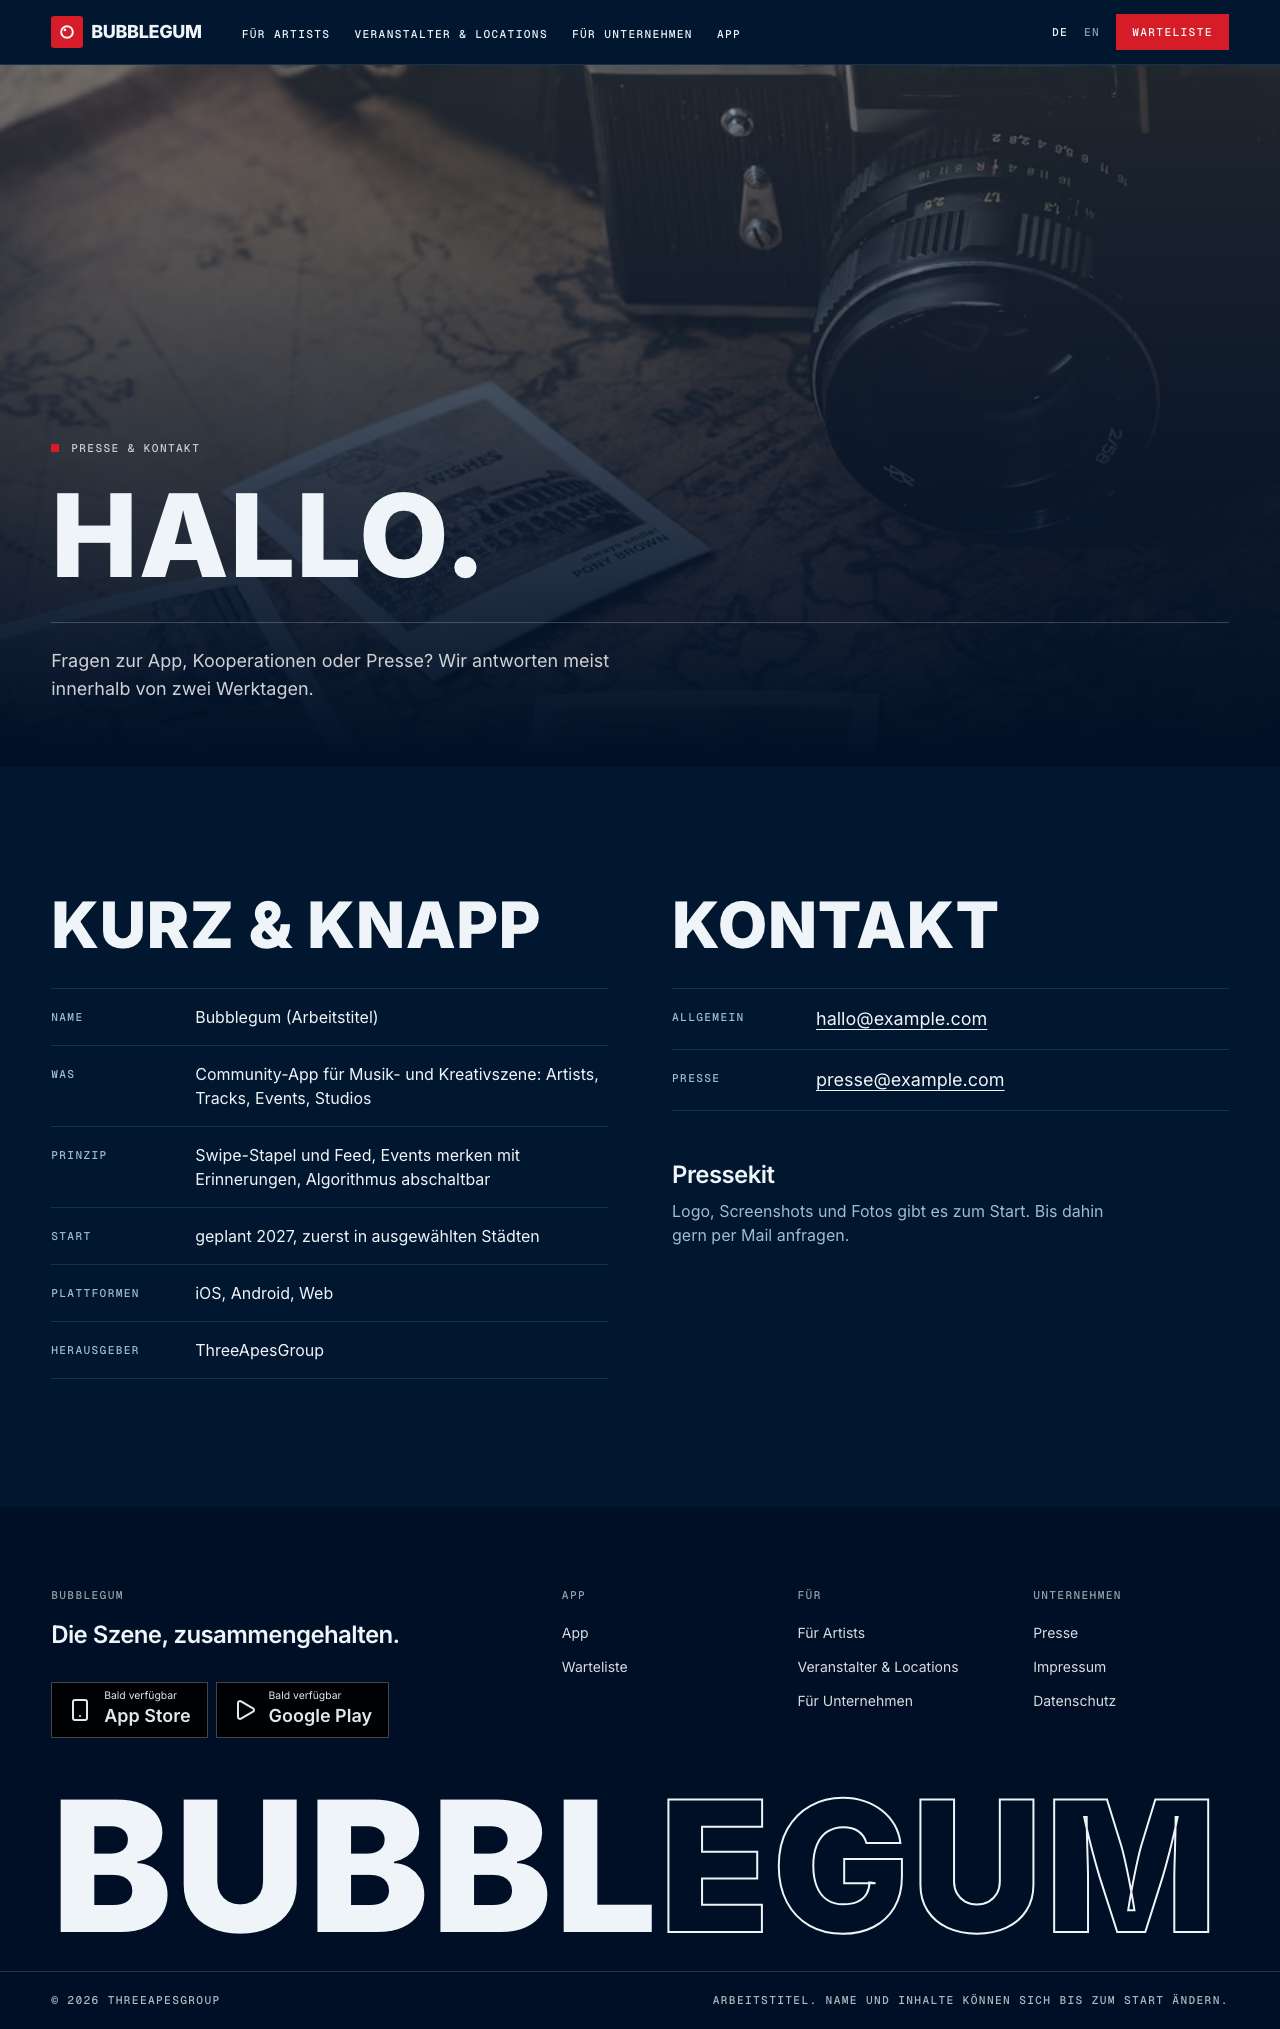 BUBBLEGUM
FÜR ARTISTS
VERANSTALTER & LOCATIONS
FÜR UNTERNEHMEN
APP
DE
EN
WARTELISTE
PRESSE & KONTAKT
HALLO.
PONY BROWN
Fragen zur App, Kooperationen oder Presse? Wir antworten meist
innerhalb von zwei Werktagen.
KURZ & KNAPP
NAME
Bubblegum (Arbeitstitel)
WAS
Community-App für Musik- und Kreativszene: Artists,
Tracks, Events, Studios
PRINZIP
Swipe-Stapel und Feed, Events merken mit
Erinnerungen, Algorithmus abschaltbar
START
geplant 2027, zuerst in ausgewählten Städten
PLATTFORMEN
iOS, Android, Web
HERAUSGEBER
ThreeApesGroup
KONTAKT
ALLGEMEIN
hallo@example.com
PRESSE
presse@example.com
Pressekit
Logo, Screenshots und Fotos gibt es zum Start. Bis dahin
gern per Mail anfragen.
BUBBLEGUM
Die Szene, zusammengehalten.
Bald verfügbar
App Store
Bald verfügbar
Google Play
APP
App
Warteliste
FÜR
Für Artists
Veranstalter & Locations
Für Unternehmen
UNTERNEHMEN
Presse
Impressum
Datenschutz
BUBBLEGUM
© 2026 THREEAPESGROUP
ARBEITSTITEL. NAME UND INHALTE KÖNNEN SICH BIS ZUM START ÄNDERN.